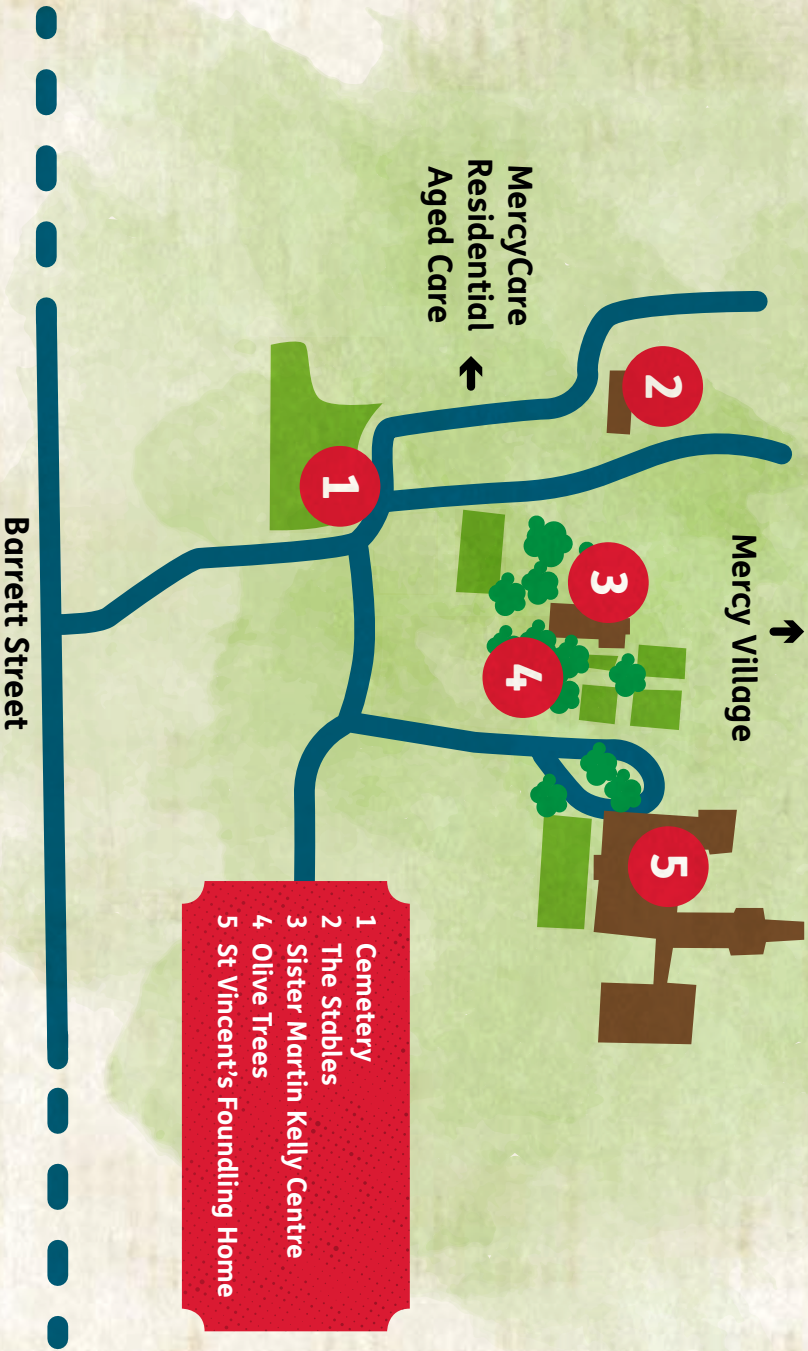 Mercy Village
MercyCare
Residential
Aged Care
2
5
3
4
1
1 Cemetery
2 The Stables
3 Sister Martin Kelly Centre
4 Olive Trees
5 St Vincent’s Foundling Home
Barrett Street